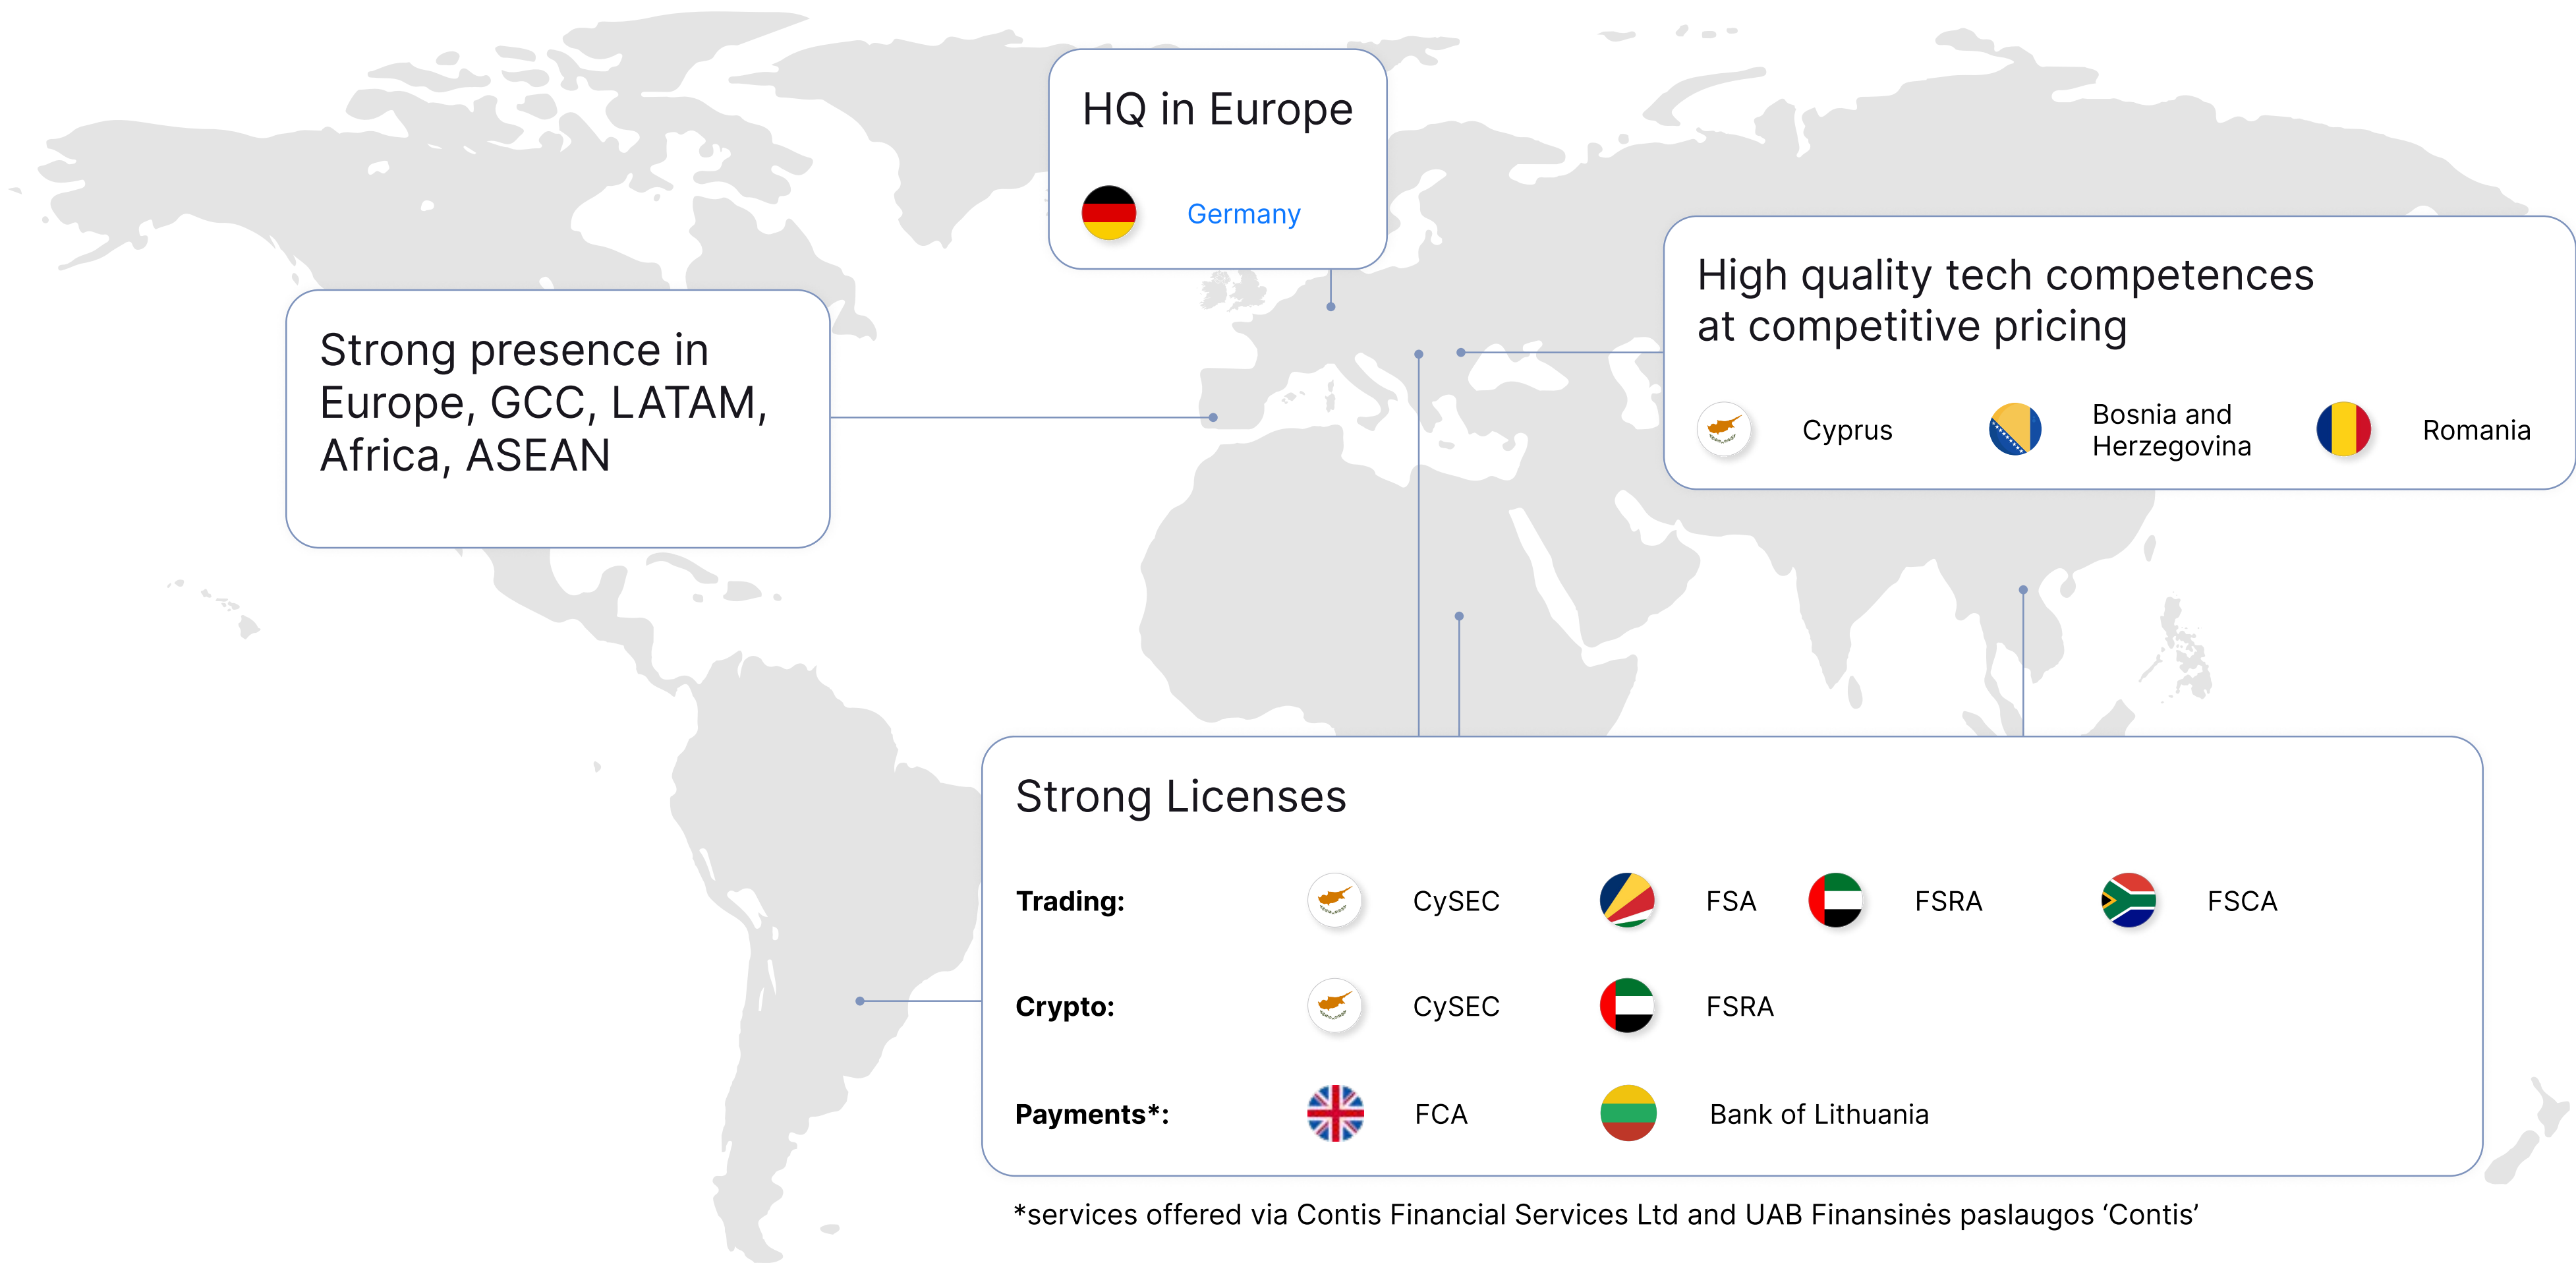 HQ in Europe
Germany
Strong presence in
Europe, GCC, LATAM,
Africa, ASEAN
High quality tech competences
at competitive pricing
Cyprus
Bosnia and
Herzegovina
Romania
Strong Licenses
Trading: CySEC FSA FSRA FSCA
Crypto: CySEC FSRA
Payments*: FCA Bank of Lithuania
*services offered via Contis Financial Services Ltd and UAB Finansinės paslaugos ‘Contis’